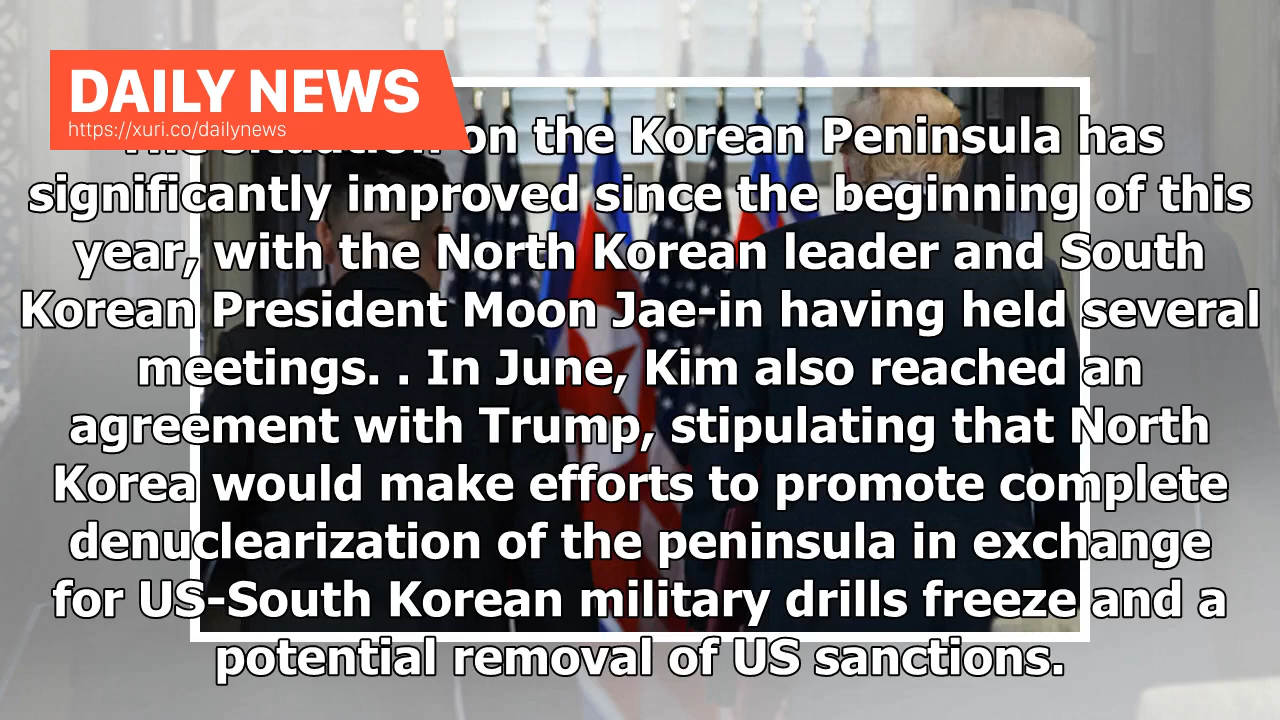 DAILY NEWS
https://xuri.co/dailynews
The situation on the Korean Peninsula has
significantly improved since the beginning of this
year, with the North Korean leader and South
Korean President Moon Jae-in having held several
meetings. . In June, Kim also reached an
agreement with Trump, stipulating that North
Korea would make efforts to promote complete
denuclearization of the peninsula in exchange
for US-South Korean military drills freeze and a
potential removal of US sanctions.